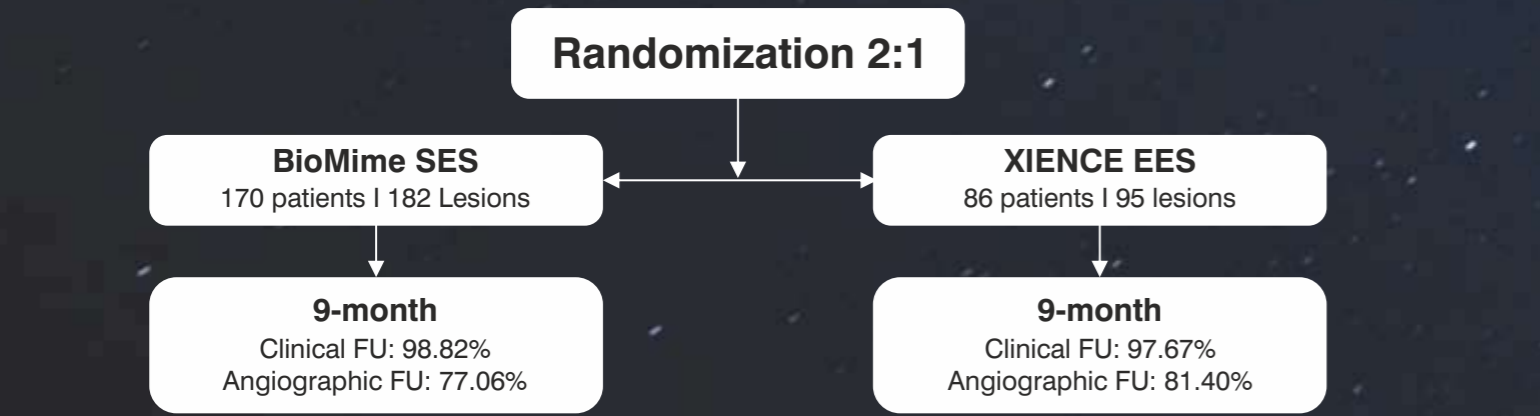 Randomization 2:1
BioMime SES
170 patients I 182 Lesions
XIENCE EES
86 patients I 95 lesions
9-month
Clinical FU: 98.82%
Angiographic FU: 77.06%
9-month
Clinical FU: 97.67%
Angiographic FU: 81.40%